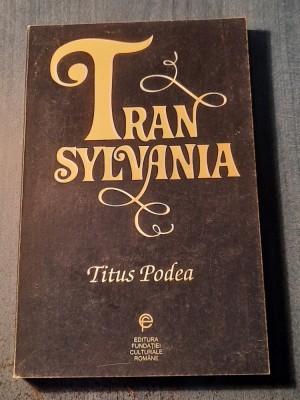 TRAN
SYLVANIA
Titus Podea
EDITURA
FUNDAȚIEI
CULTURALE
ROMÂNE